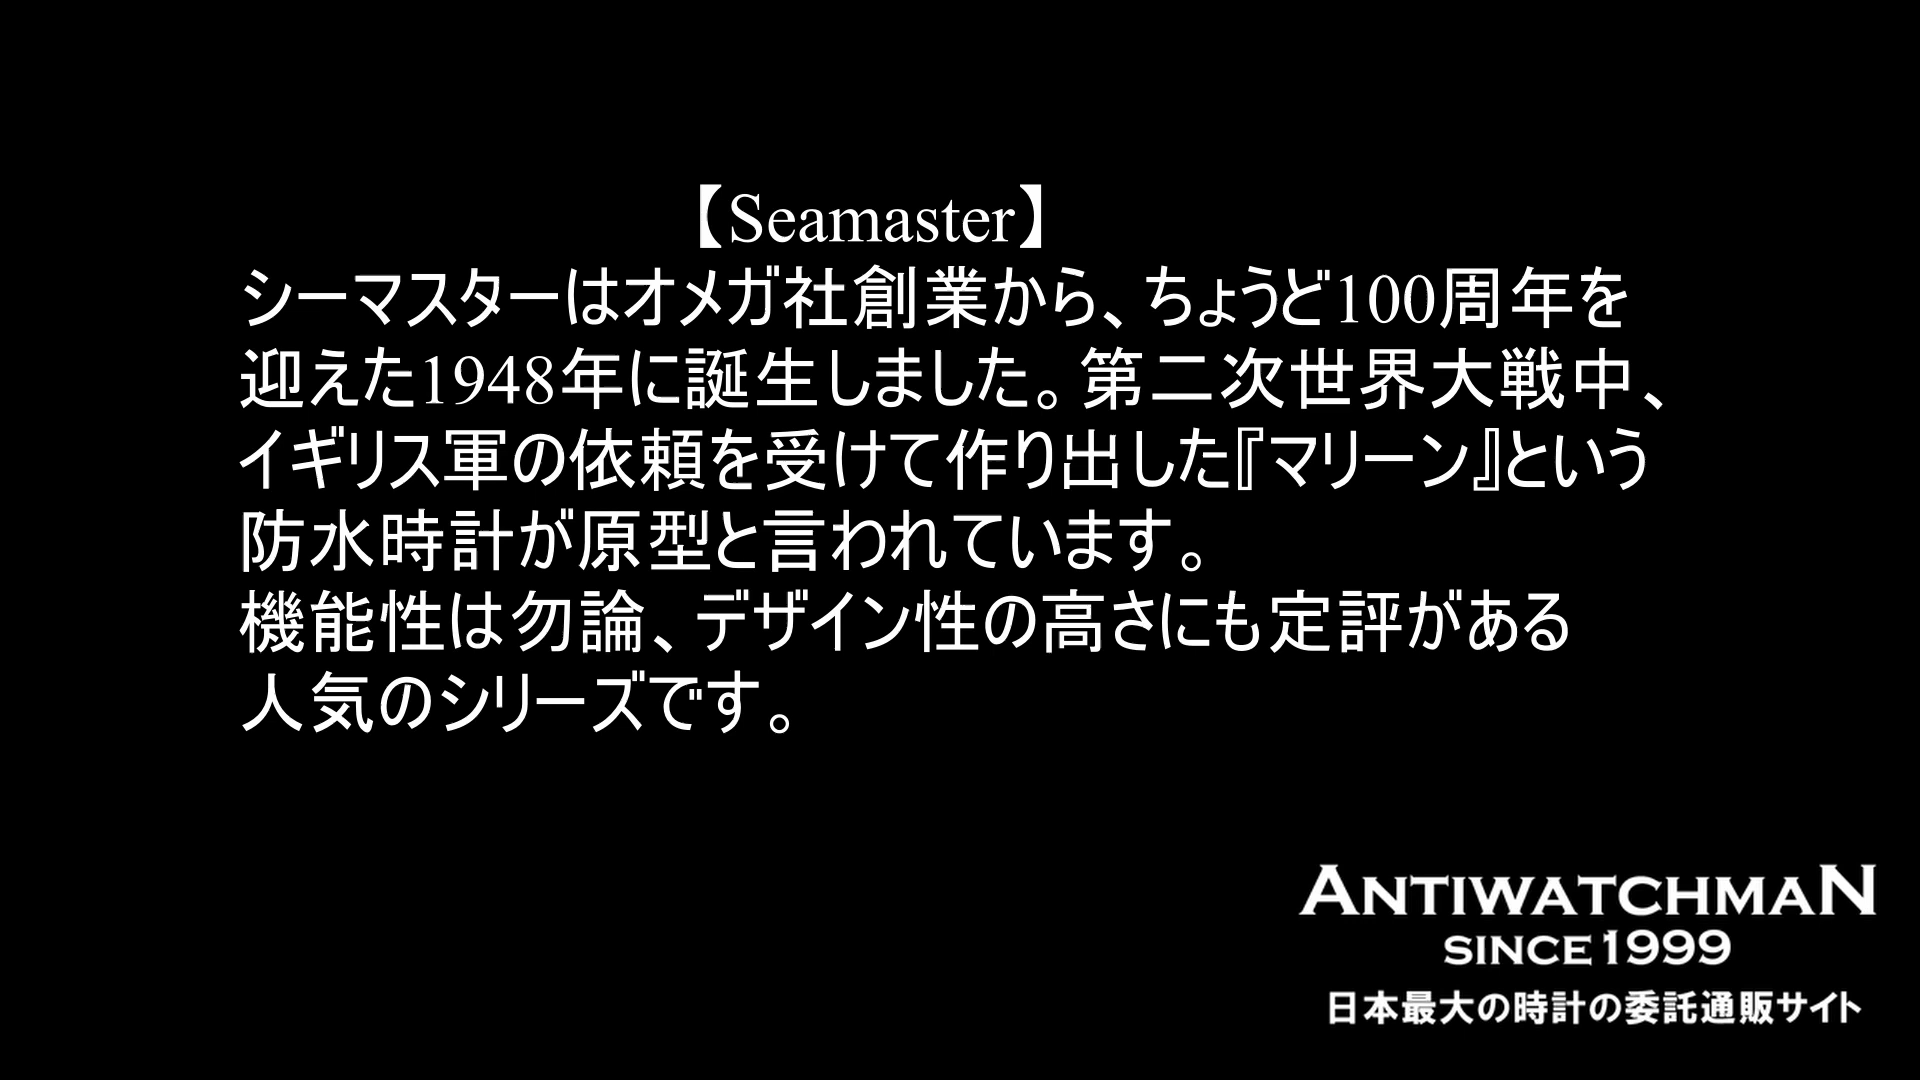 【Seamaster】
シーマスターはオメガ社創業から、ちょうど100周年を
迎えた1948年に誕生しました。第二次世界大戦中、
イギリス軍の依頼を受けて作り出した『マリーン』という
防水時計が原型と言われています。
機能性は勿論、デザイン性の高さにも定評がある
人気のシリーズです。
ANTIWATCHMAN
SINCE 1999
日本最大の時計の委託通販サイト